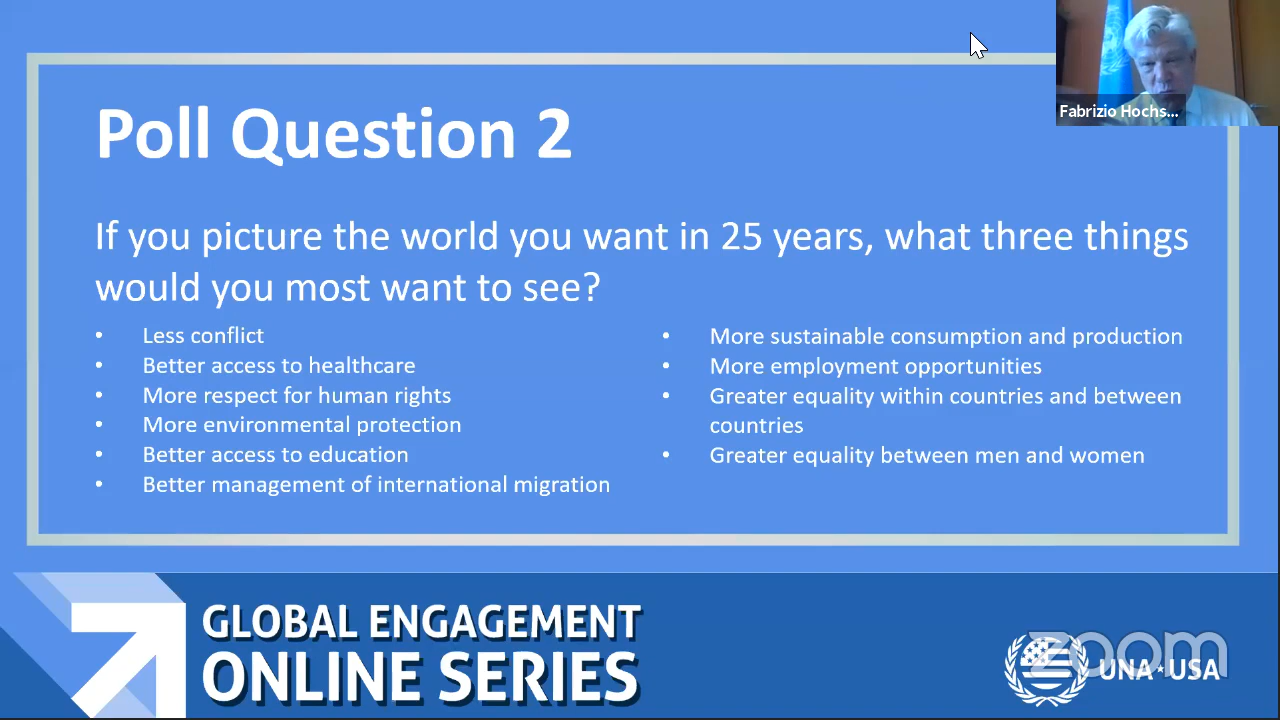 Fabrizio Hochs...
Poll Question 2
If you picture the world you want in 25 years, what three things
would you most want to see?
• Less conflict
• Better access to healthcare
• More respect for human rights
• More environmental protection
• Better access to education
• Better management of international migration
• More sustainable consumption and production
• More employment opportunities
• Greater equality within countries and between
countries
• Greater equality between men and women
GLOBAL ENGAGEMENT
ONLINE SERIES
zoom
UNA★USA